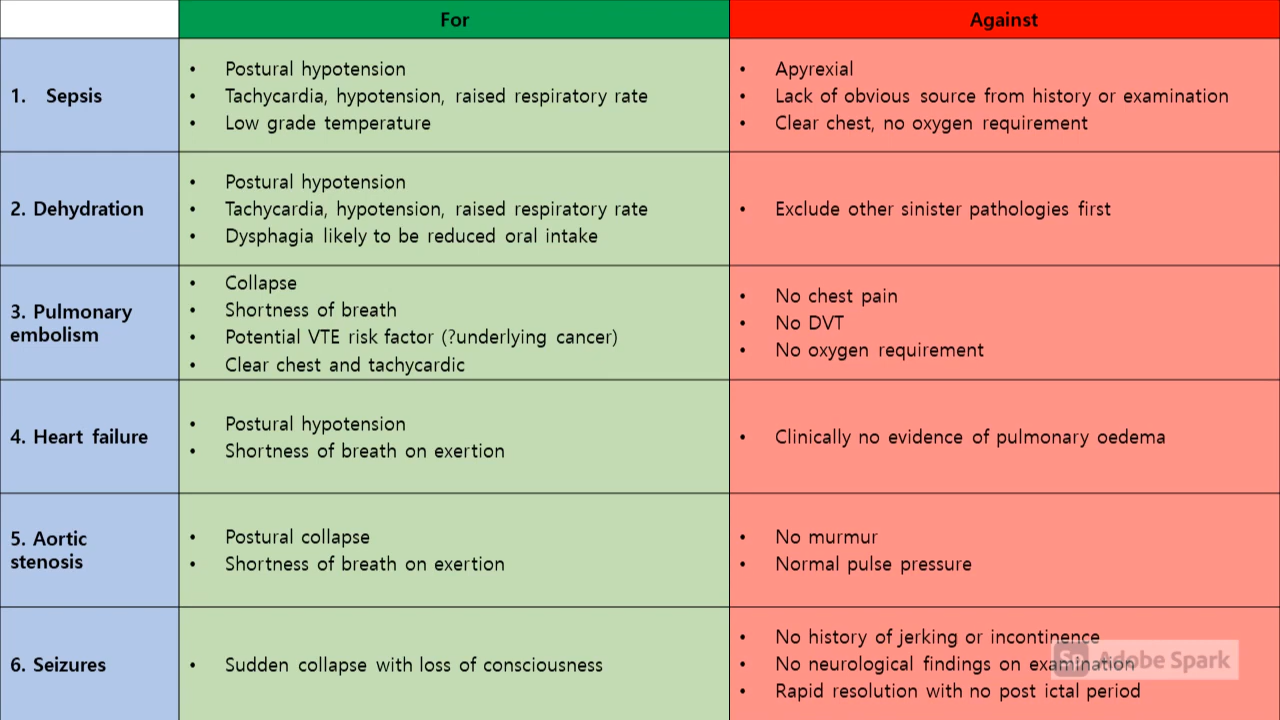 For
Against
1. Sepsis
• Postural hypotension
• Tachycardia, hypotension, raised respiratory rate
• Low grade temperature
• Apyrexial
• Lack of obvious source from history or examination
• Clear chest, no oxygen requirement
2. Dehydration
• Postural hypotension
• Tachycardia, hypotension, raised respiratory rate
• Dysphagia likely to be reduced oral intake
• Exclude other sinister pathologies first
3. Pulmonary
embolism
• Collapse
• Shortness of breath
• Potential VTE risk factor (?underlying cancer)
• Clear chest and tachycardic
• No chest pain
• No DVT
• No oxygen requirement
4. Heart failure
• Postural hypotension
• Shortness of breath on exertion
• Clinically no evidence of pulmonary oedema
5. Aortic
stenosis
• Postural collapse
• Shortness of breath on exertion
• No murmur
• Normal pulse pressure
6. Seizures
• Sudden collapse with loss of consciousness
• No history of jerking or incontinence
• No neurological findings on examination
• Rapid resolution with no post ictal period
Sp Adobe Spark